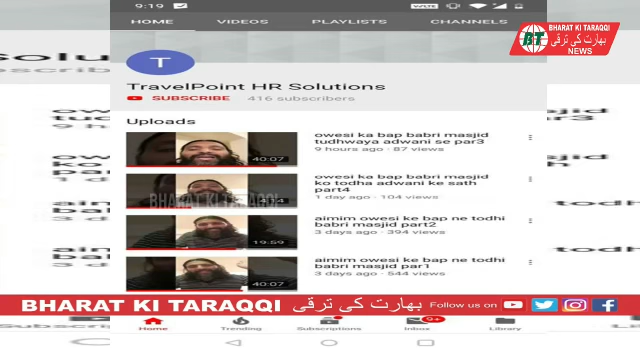 9:19
HOME VIDEOS PLAYLISTS CHANNELS
BHARAT KI TARAQQI
بھارت کی ترقی
BT
NEWS
T
TravelPoint HR Solutions
SUBSCRIBE 416 subscribers
Uploads
owesi ka bap babri masjid
tudhwaya adwani se par3
9 hours ago · 87 views
40:07
owesi ka bap babri masjid
ko todha adwani ke sath
part4
1 day ago · 104 views
4:14
BHARAT KI TARAQQI
aimim owesi ke bap ne todhi
babri masjid part2
3 days ago · 394 views
19:59
aimim owesi ke bap ne todhi
babri masjid par1
3 days ago · 544 views
40:07
BHARAT KI TARAQQI بھارت کی ترقی Follow us on
Home Trending Subscriptions Inbox Library
9+